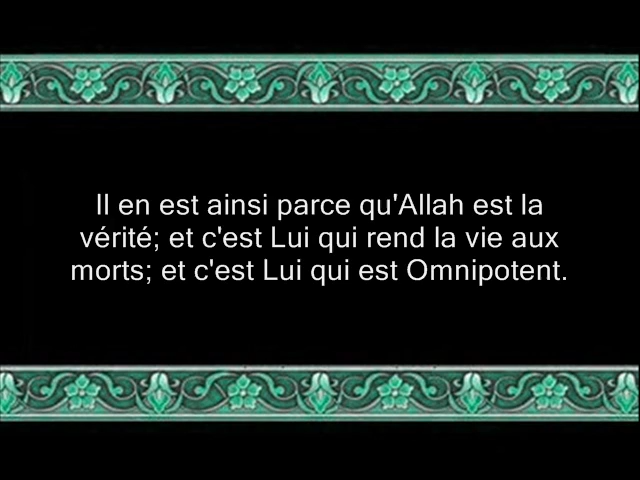 Il en est ainsi parce qu'Allah est la
vérité; et c'est Lui qui rend la vie aux
morts; et c'est Lui qui est Omnipotent.